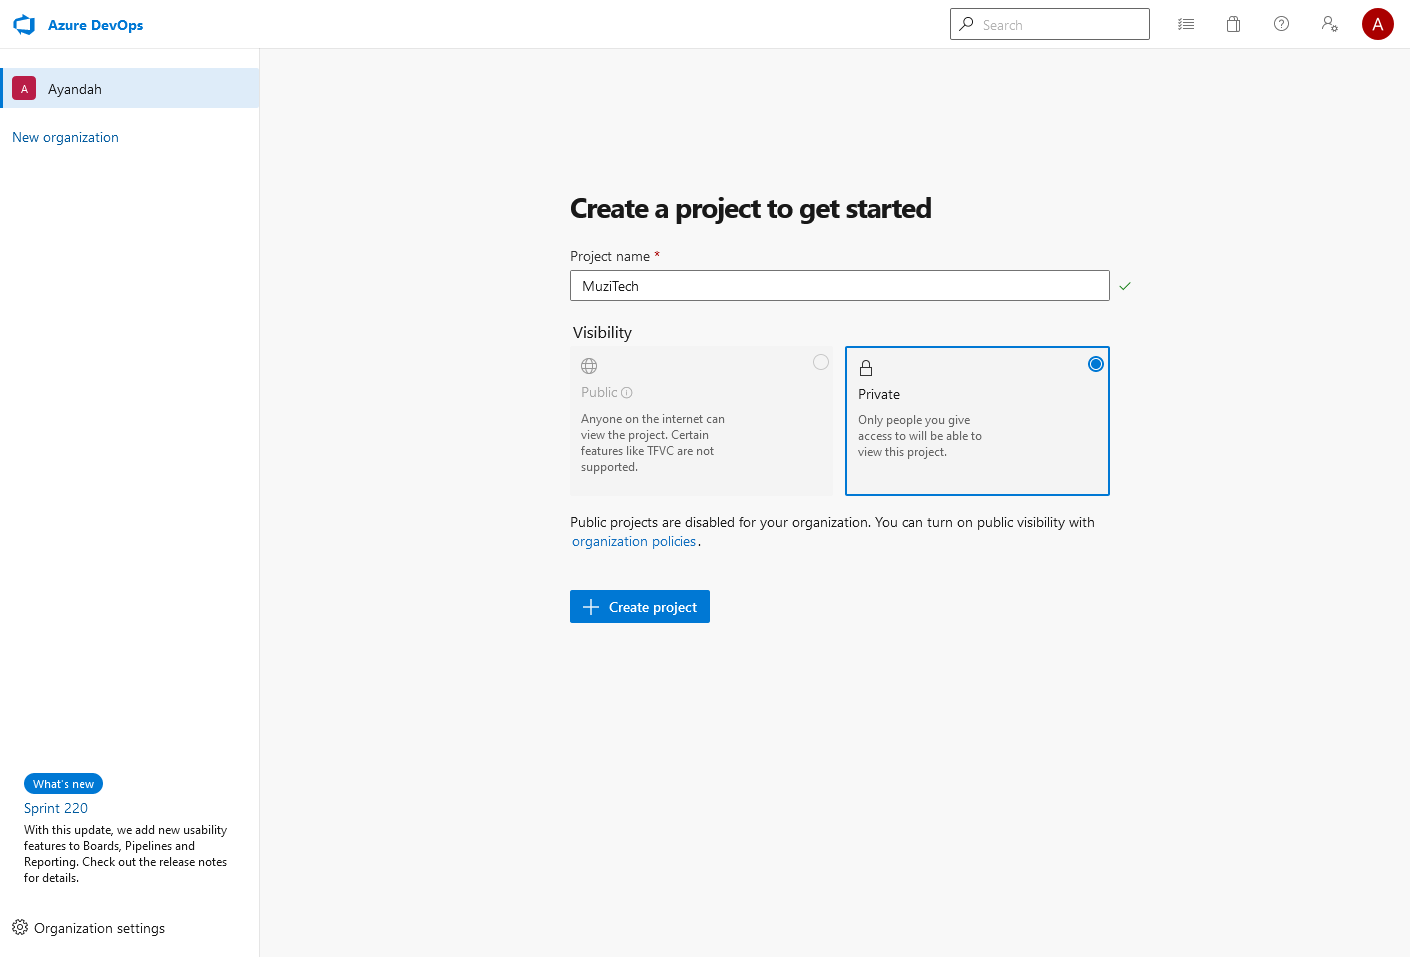 Azure DevOps
Search
A
A
Ayandah
New organization
Create a project to get started
Project name *
MuziTech
Visibility
Public
Anyone on the internet can
view the project. Certain
features like TFVC are not
supported.
Private
Only people you give
access to will be able to
view this project.
Public projects are disabled for your organization. You can turn on public visibility with
organization policies.
Create project
What's new
Sprint 220
With this update, we add new usability
features to Boards, Pipelines and
Reporting. Check out the release notes
for details.
Organization settings